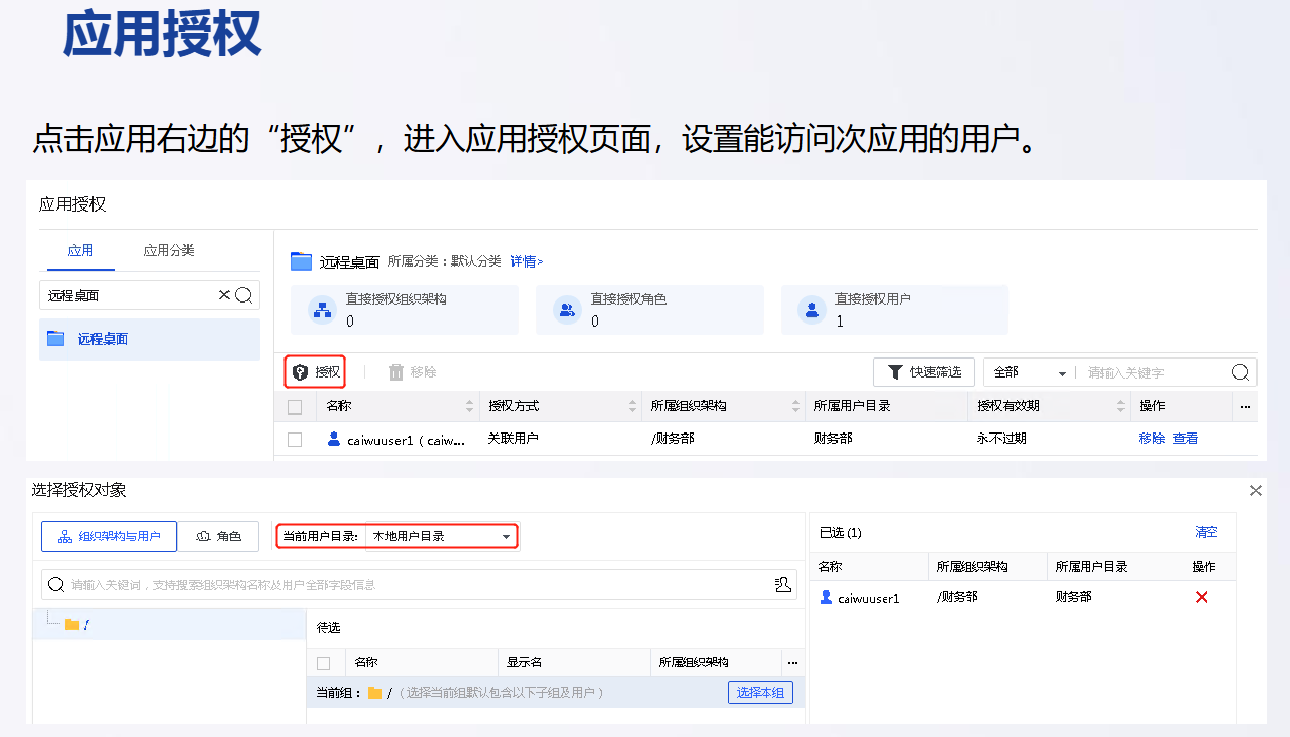 应用授权
点击应用右边的“授权”，进入应用授权页面，设置能访问次应用的用户。
应用授权
应用 应用分类
远程桌面
远程桌面
远程桌面 所属分类：默认分类 详情>
直接授权组织架构
0
直接授权角色
0
直接授权用户
1
授权 移除 快速筛选 全部 请输入关键字
名称 授权方式 所属组织架构 所属用户目录 授权有效期 操作 ...
caiwuuser1 ( caiw... 关联用户 /财务部 财务部 永不过期 移除 查看
选择授权对象
组织架构与用户 角色 当前用户目录: 本地用户目录
请输入关键词，支持搜索组织架构名称及用户全部字段信息
/
待选
名称 显示名 所属组织架构 ...
当前组： / （选择当前组默认包含以下子组及用户） 选择本组
已选 (1) 清空
名称 所属组织架构 所属用户目录 操作
caiwuuser1 /财务部 财务部